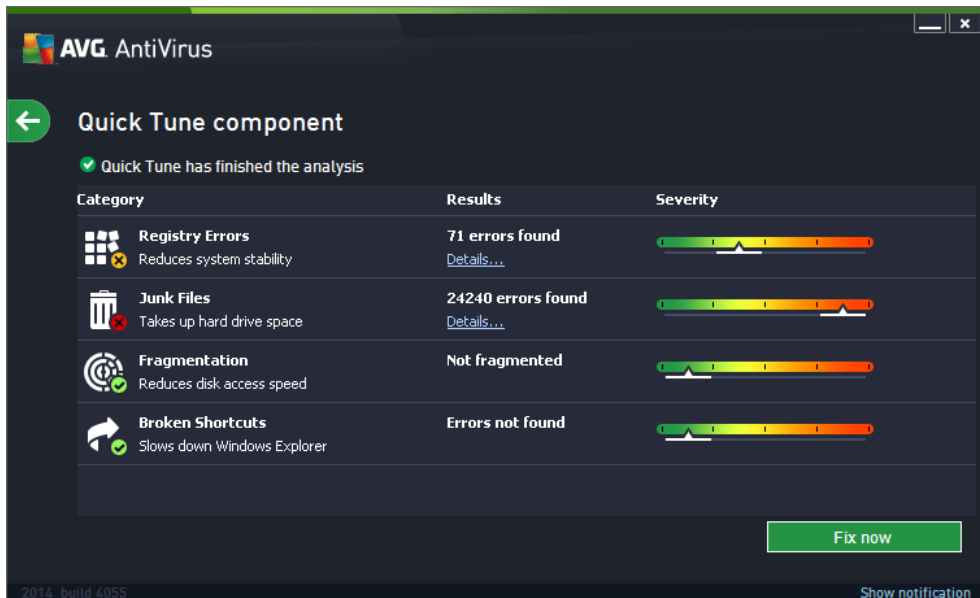 AVG. AntiVirus
Quick Tune component
Quick Tune has finished the analysis
Category Results Severity
Registry Errors 71 errors found
Reduces system stability Details...
Junk Files 24240 errors found
Takes up hard drive space Details...
Fragmentation Not fragmented
Reduces disk access speed
Broken Shortcuts Errors not found
Slows down Windows Explorer
Fix now
2014 build 4055 Show notification